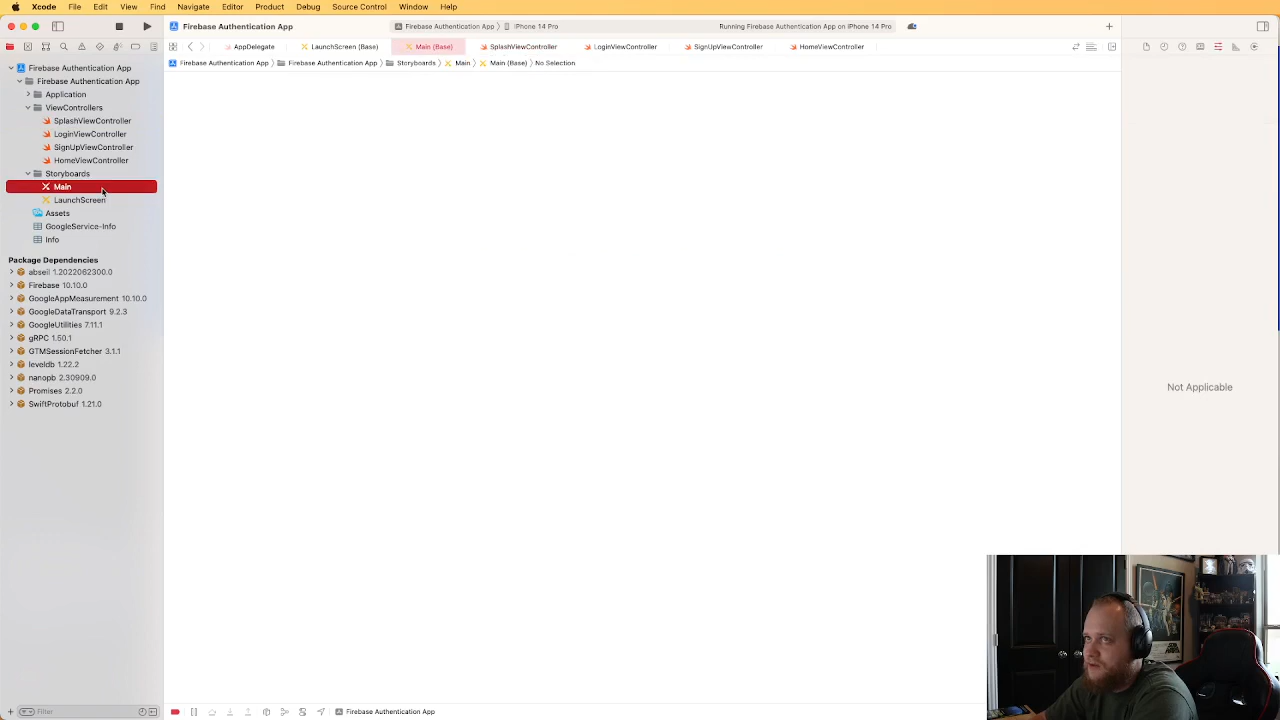 Xcode File Edit View Find Navigate Editor Product Debug Source Control Window Help
Firebase Authentication App
Firebase Authentication App 〉 iPhone 14 Pro
Running Firebase Authentication App on iPhone 14 Pro
AppDelegate
LaunchScreen (Base)
Main (Base)
SplashViewController
LoginViewController
SignUpViewController
HomeViewController
Firebase Authentication App 〉 Firebase Authentication App 〉 Storyboards 〉 Main 〉 Main (Base) 〉 No Selection
Firebase Authentication App
Firebase Authentication App
Application
ViewControllers
SplashViewController
LoginViewController
SignUpViewController
HomeViewController
Storyboards
Main
LaunchScreen
Assets
GoogleService-Info
Info
Package Dependencies
abseil 1.2022062300.0
Firebase 10.10.0
GoogleAppMeasurement 10.10.0
GoogleDataTransport 9.2.3
GoogleUtilities 7.11.1
gRPC 1.50.1
GTMSessionFetcher 3.1.1
leveldb 1.22.2
nanopb 2.30909.0
Promises 2.2.0
SwiftProtobuf 1.21.0
Not Applicable
Filter
Firebase Authentication App